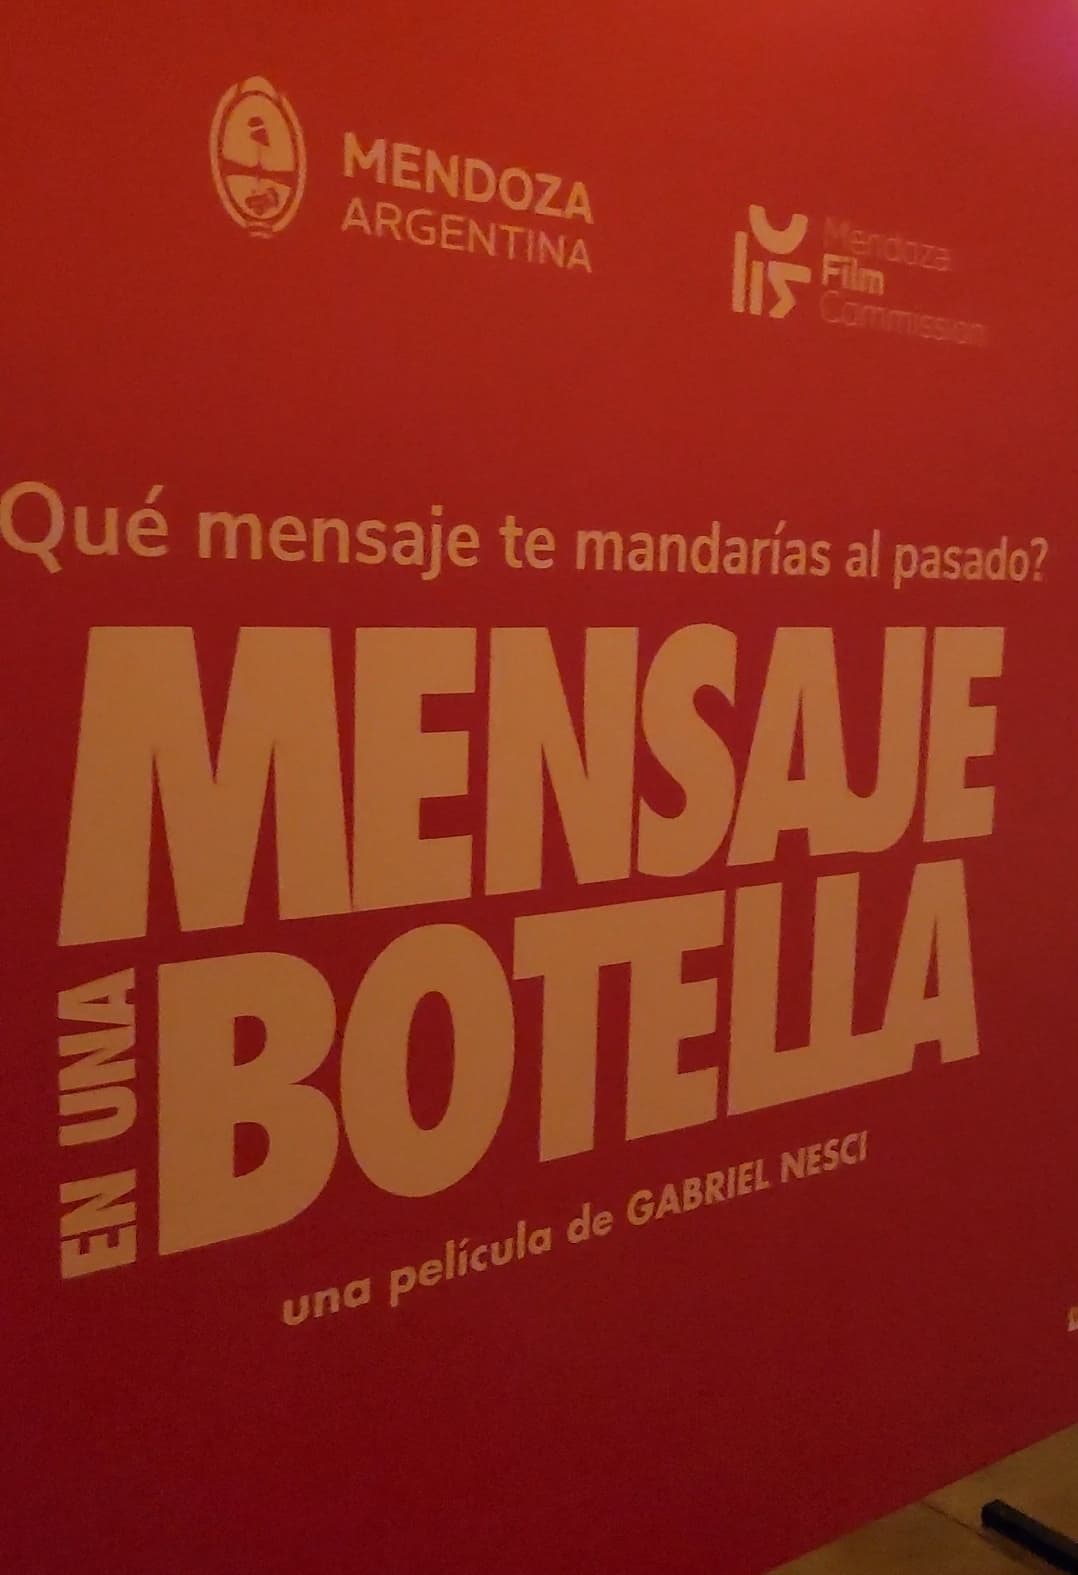 MENDOZA
ARGENTINA
Mendoza
Film
Commission
Qué mensaje te mandarías al pasado?
MENSAJE
EN UNA
BOTELLA
una película de GABRIEL NESCI